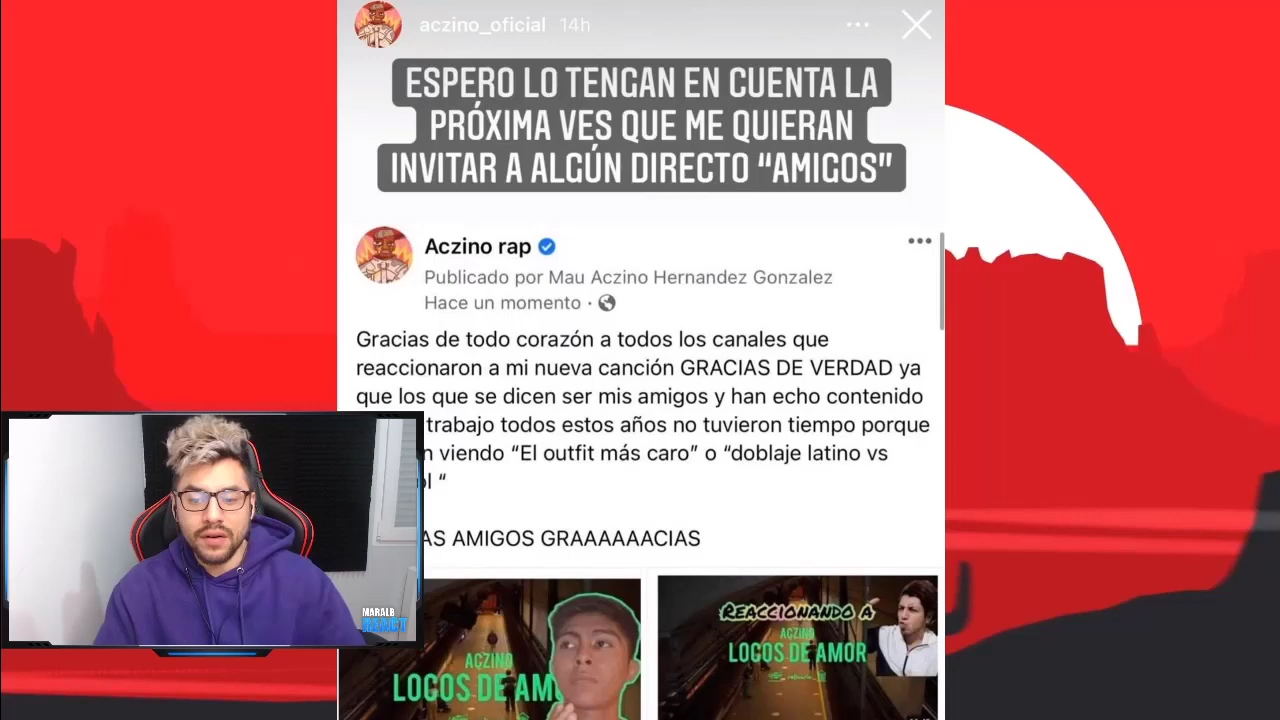 aczino_oficial 14h
ESPERO LO TENGAN EN CUENTA LA
PRÓXIMA VES QUE ME QUIERAN
INVITAR A ALGÚN DIRECTO “AMIGOS”
Aczino rap
Publicado por Mau Aczino Hernandez Gonzalez
Hace un momento ·
Gracias de todo corazón a todos los canales que
reaccionaron a mi nueva canción GRACIAS DE VERDAD ya
que los que se dicen ser mis amigos y han echo contenido
trabajo todos estos años no tuvieron tiempo porque
viendo “El outfit más caro” o “doblaje latino vs
AMIGOS GRAAAAAACIAS
MARALB
REACT
ACZINO
LOCOS DE
REACCIONANDO A
ACZINO
LOCOS DE AMOR